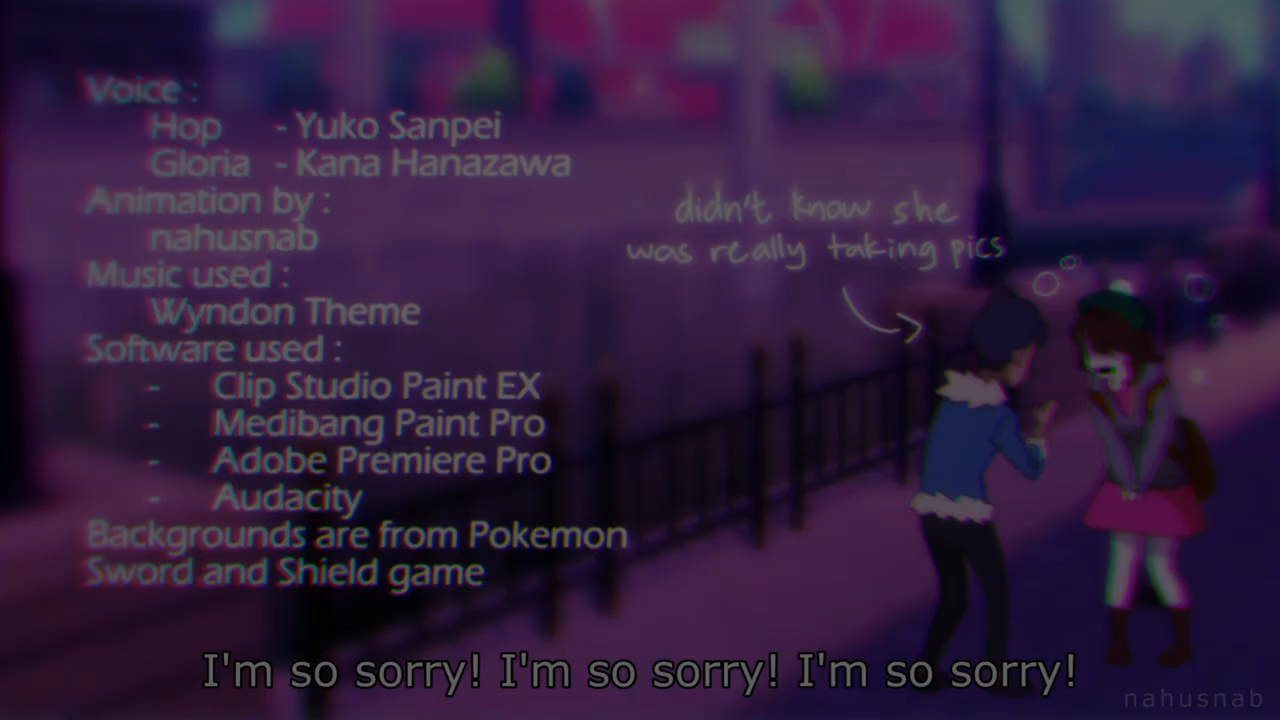 Voice :
Hop - Yuko Sanpei
Gloria - Kana Hanazawa
Animation by :
nahusnab
Music used :
Wyndon Theme
Software used :
- Clip Studio Paint EX
- Medibang Paint Pro
- Adobe Premiere Pro
- Audacity
Backgrounds are from Pokemon
Sword and Shield game
didn't know she
was really taking pics
I'm so sorry! I'm so sorry! I'm so sorry!
nahusnab